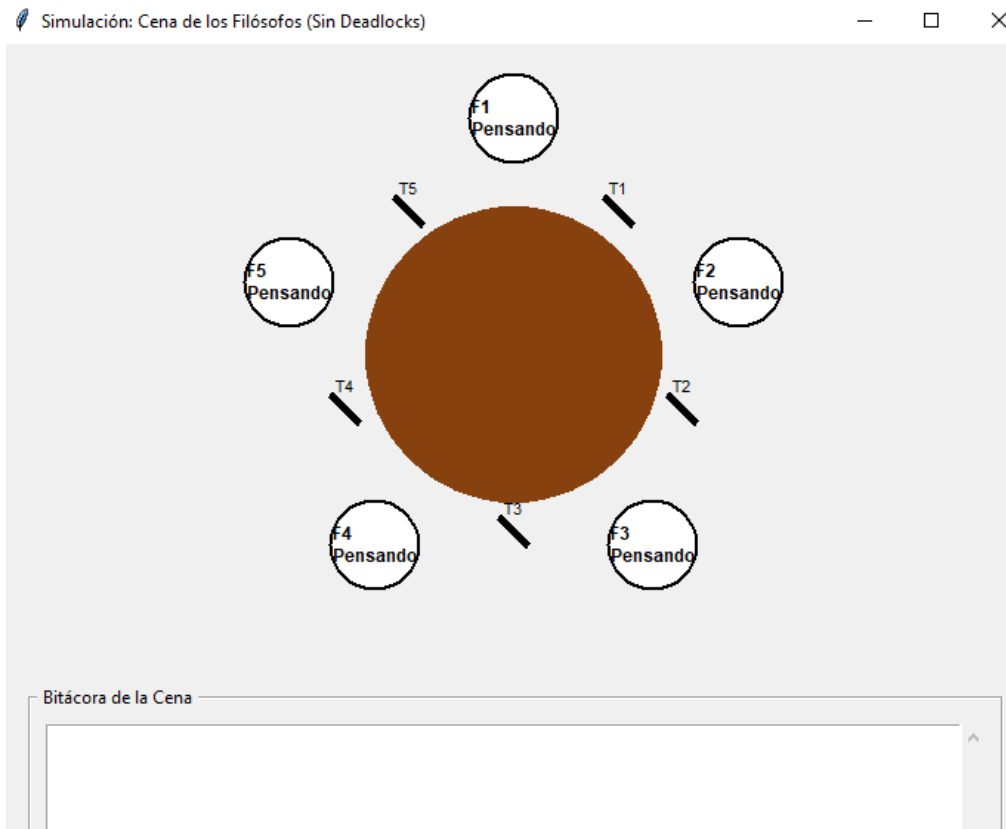 Simulación: Cena de los Filósofos (Sin Deadlocks)
F1
Pensando
T5
T1
F5
Pensando
F2
Pensando
T4
T2
T3
F4
Pensando
F3
Pensando
Bitácora de la Cena